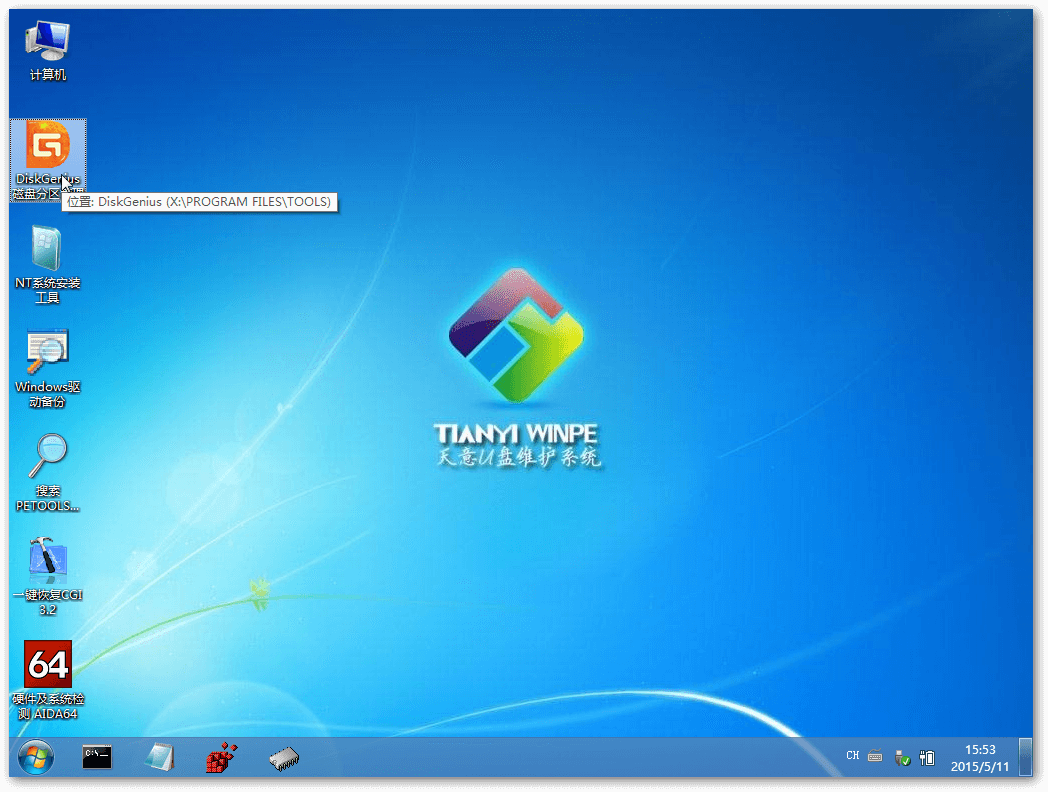 计算机
DiskGenius
磁盘分区
位置: DiskGenius (X:\PROGRAM FILES\TOOLS)
NT系统安装
工具
Windows驱
动备份
搜索
PETOOLS...
一键恢复CGI
3.2
64
硬件及系统检
测 AIDA64
TIANYI WINPE
天意U盘维护系统
C:\
CH
15:53
2015/5/11